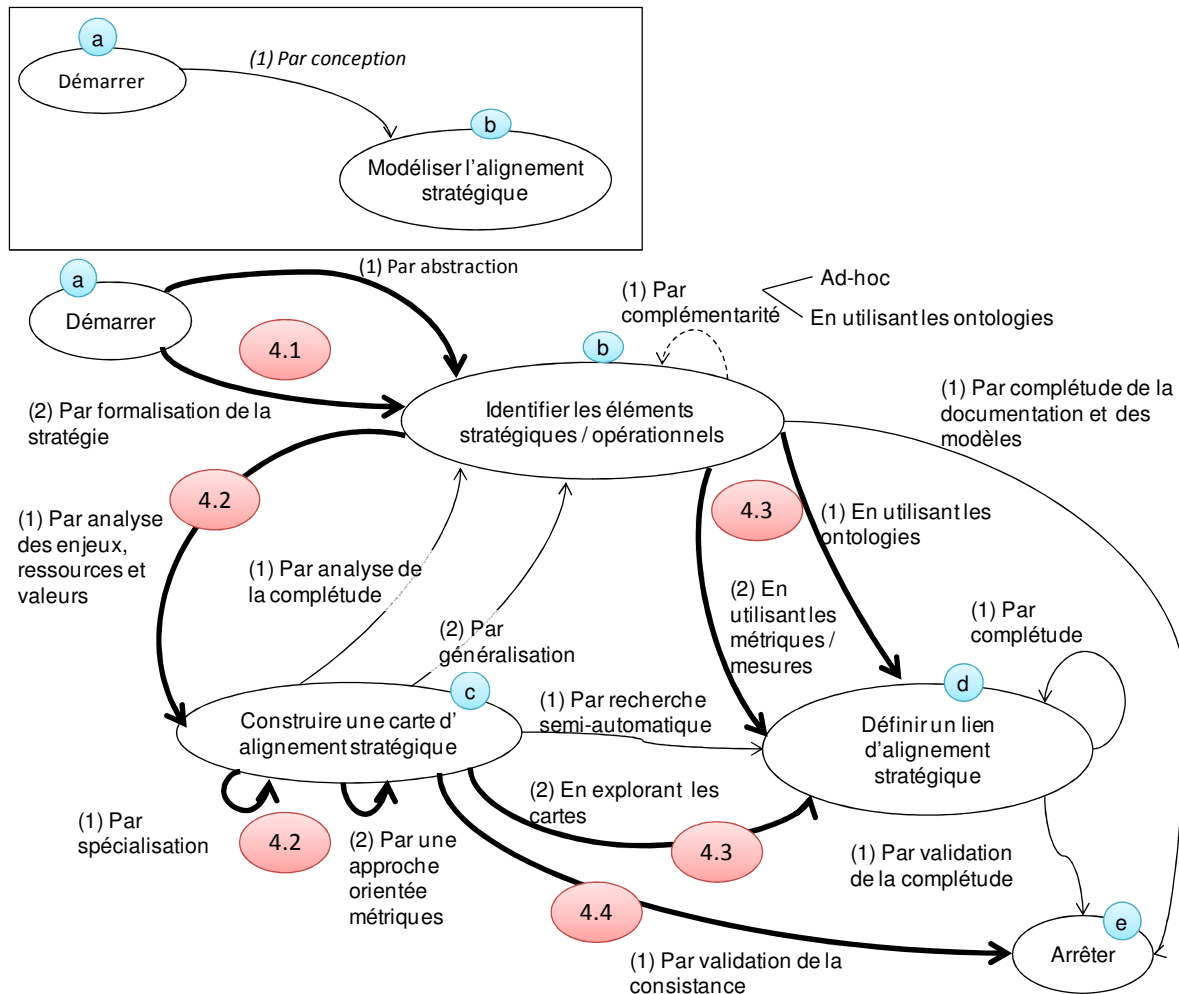 a
(1) Par conception
Démarrer
b
Modéliser l'alignement
stratégique
(1) Par abstraction
a
Démarrer
4.1
(2) Par formalisation de la
stratégie
(1) Par
complémentarité
Ad-hoc
En utilisant les ontologies
b
Identifier les éléments
stratégiques / opérationnels
(1) Par complétude de la
documentation et des
modèles
4.2
(1) Par analyse
des enjeux,
ressources et
valeurs
4.3
(1) En utilisant les
ontologies
(1) Par analyse de
la complétude
(2) Par
généralisation
(2) En
utilisant les
métriques /
mesures
(1) Par
complétude
c
Construire une carte d'
alignement stratégique
(1) Par recherche
semi-automatique
d
Définir un lien
d'alignement
stratégique
(1) Par
spécialisation
4.2
(2) Par une
approche
orientée
métriques
(2) En explorant les
cartes
4.3
(1) Par validation
de la complétude
4.4
(1) Par validation de la
consistance
e
Arrêter